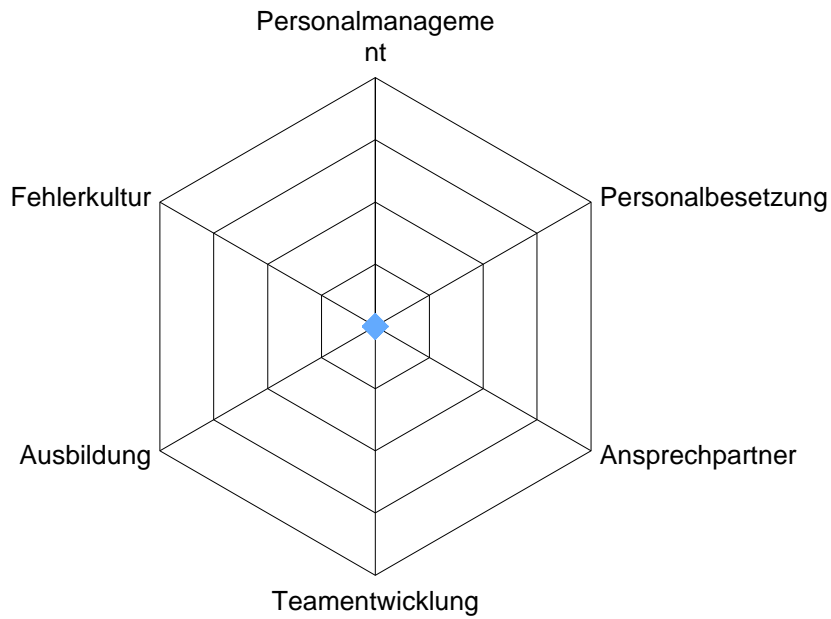 Personalmanageme
nt
Fehlerkultur
Personalbesetzung
Ausbildung
Ansprechpartner
Teamentwicklung